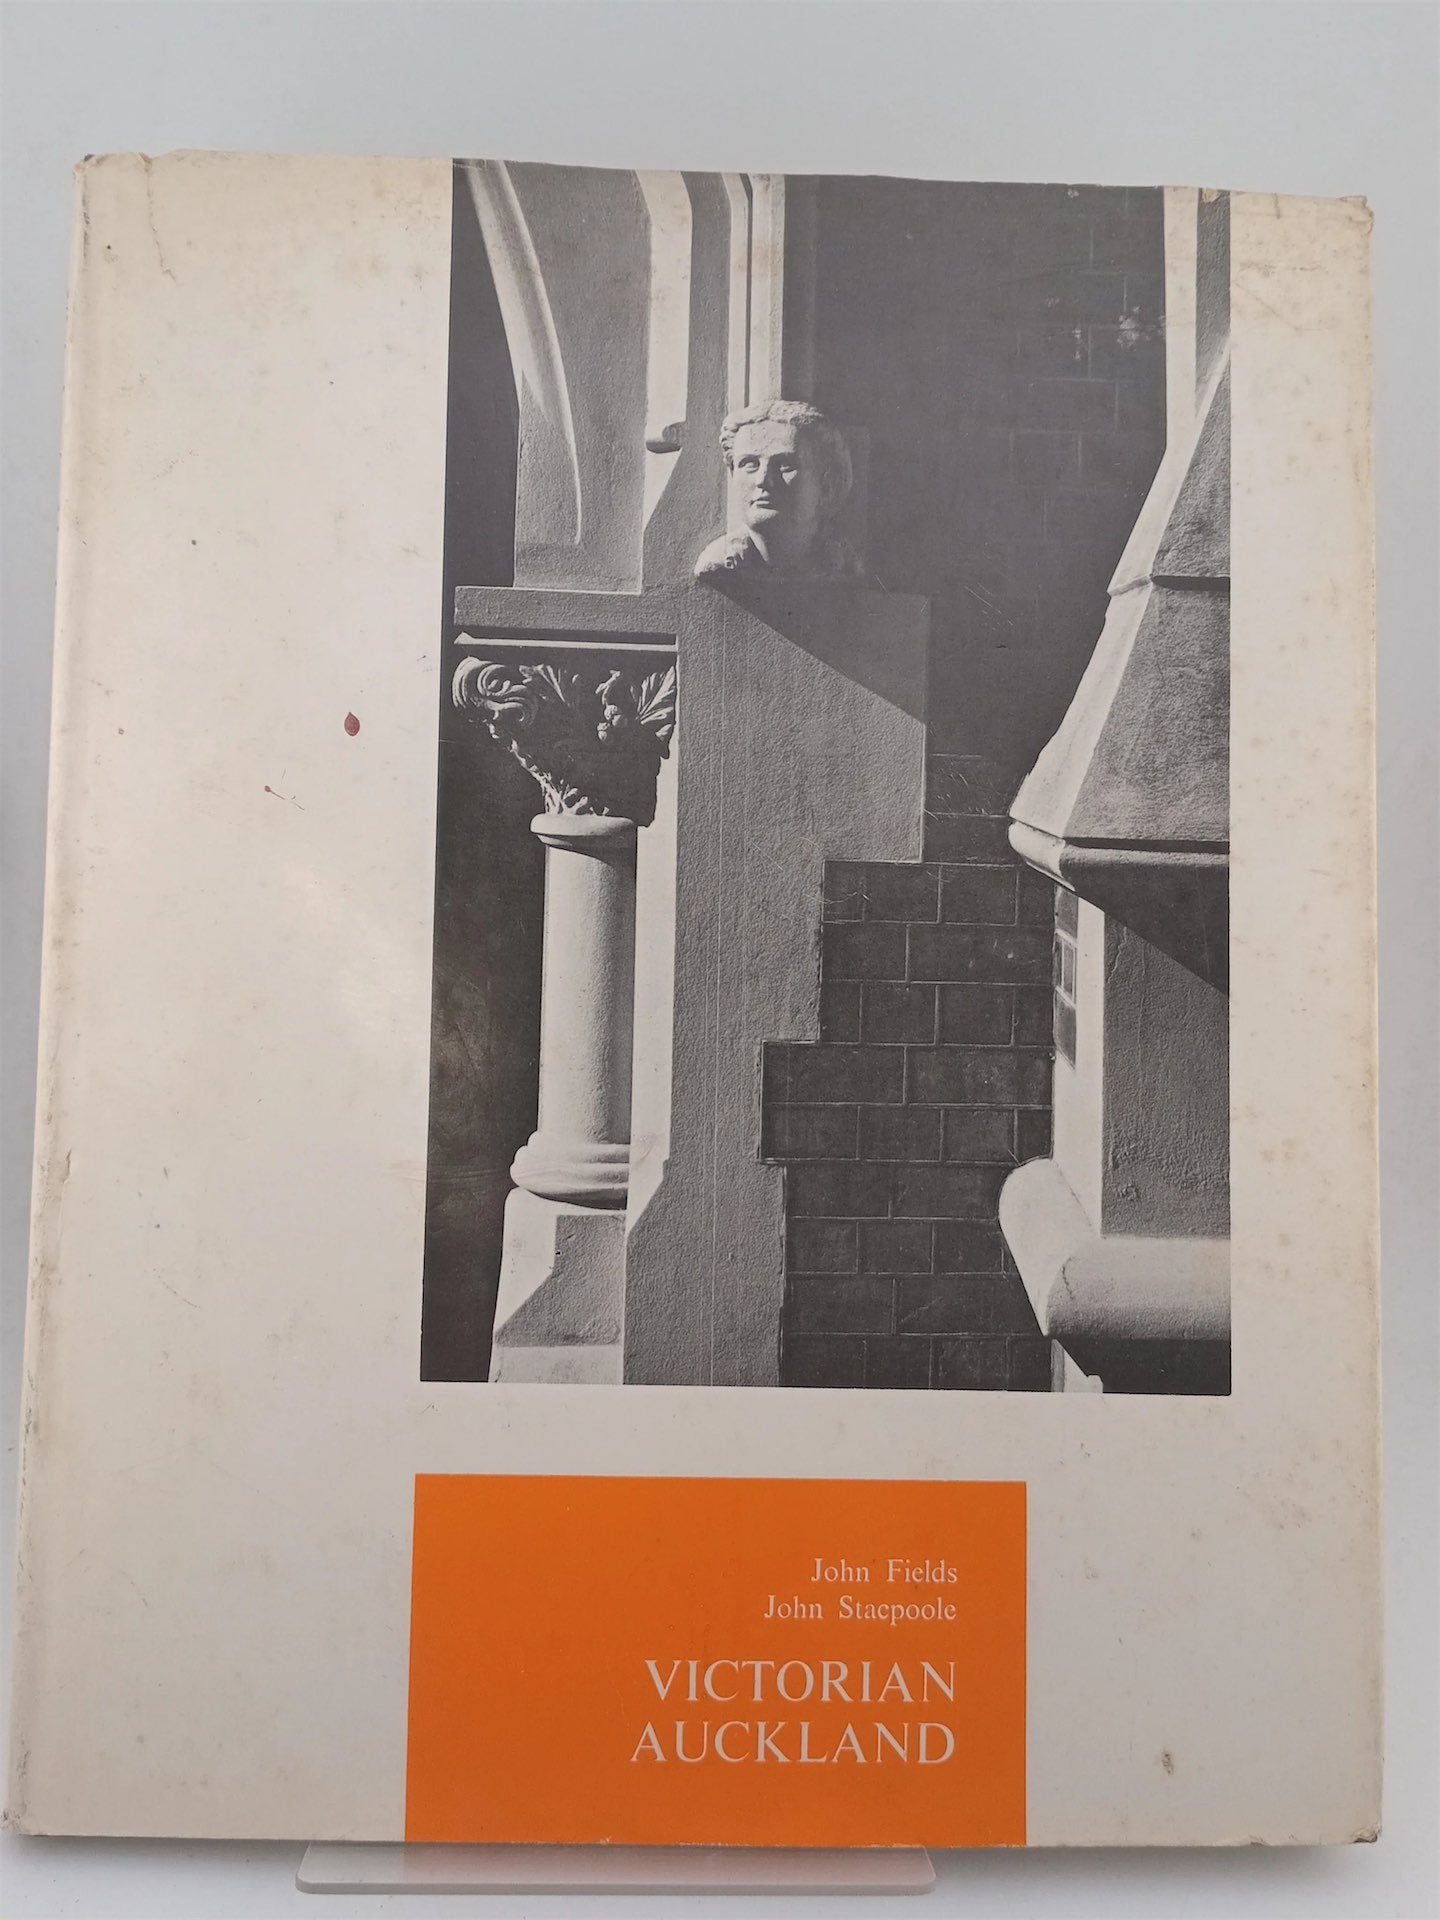 John Fields
John Stacpoole
VICTORIAN
AUCKLAND